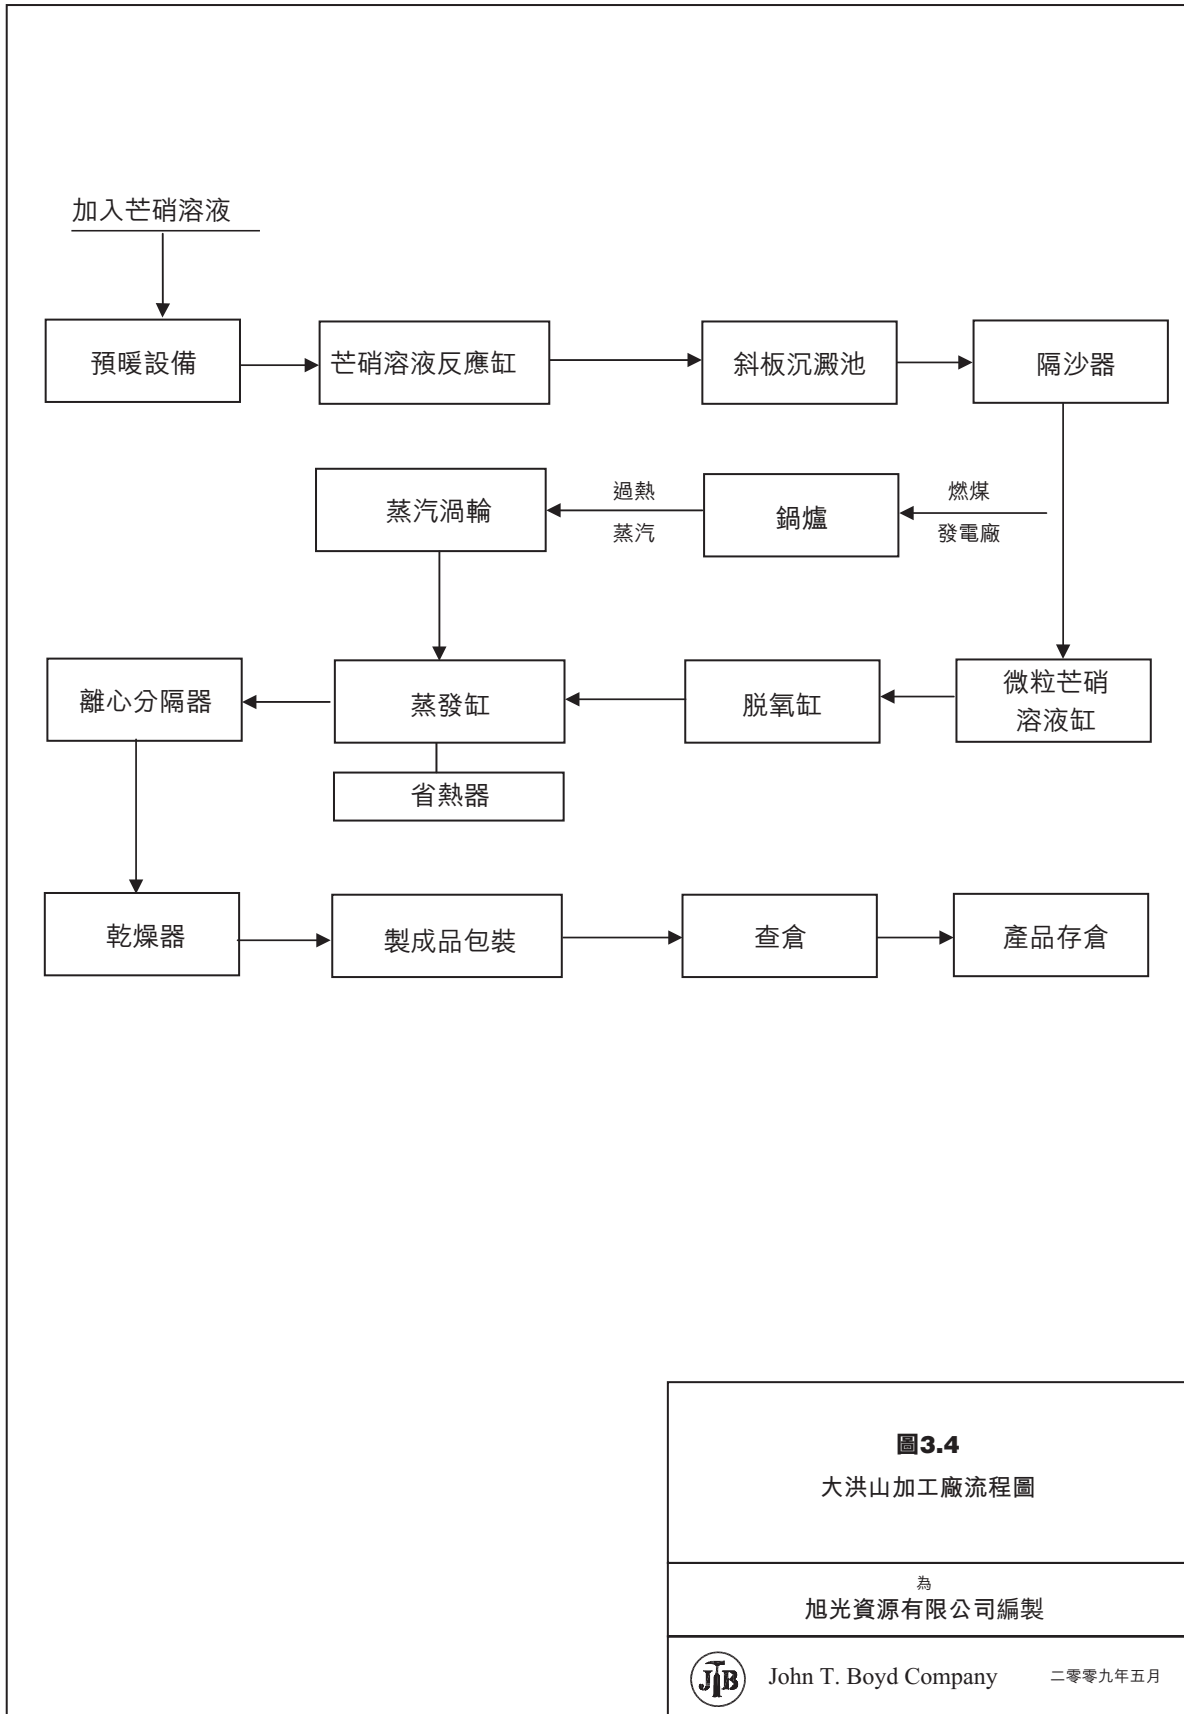 加入芒硝溶液
預暖設備
芒硝溶液反應缸
斜板沉澱池
隔沙器
蒸汽渦輪
過熱
蒸汽
鍋爐
燃煤
發電廠
離心分隔器
蒸發缸
脫氧缸
微粒芒硝
溶液缸
省熱器
乾燥器
製成品包裝
查倉
產品存倉
圖3.4
大洪山加工廠流程圖
為
旭光資源有限公司編製
JTB
John T. Boyd Company
二零零九年五月